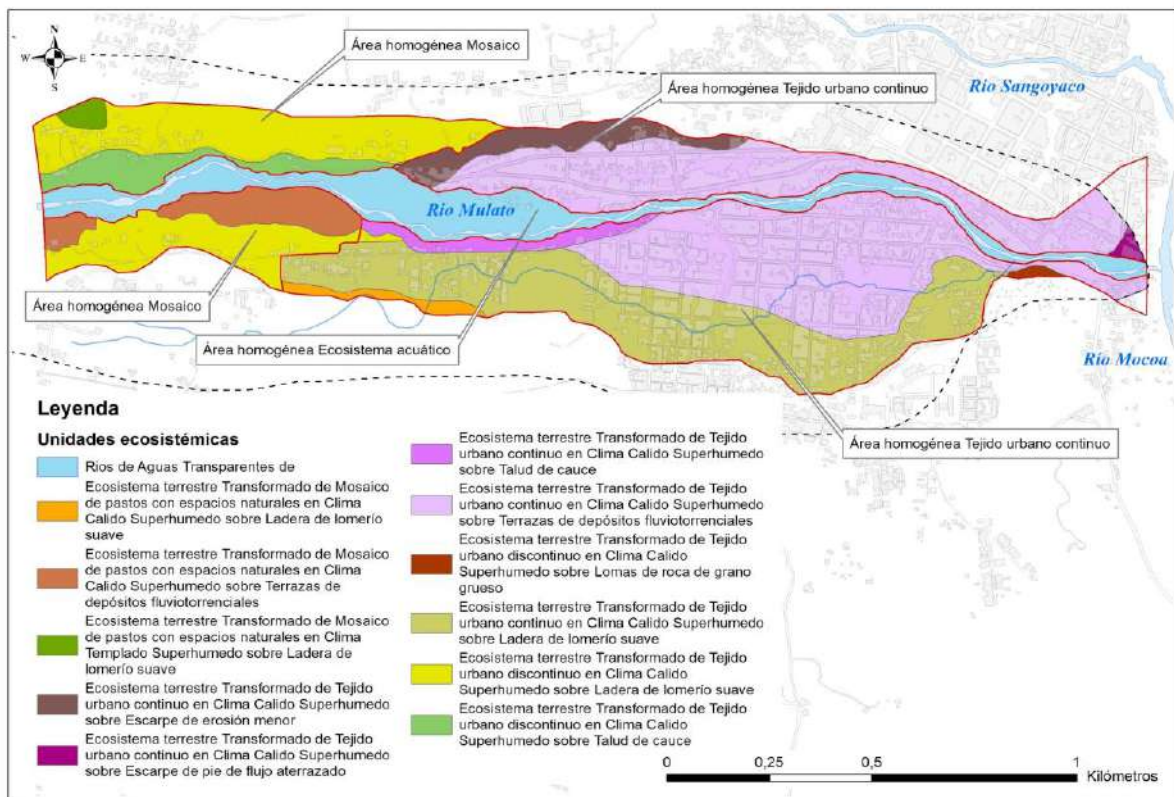 N
W E
S
Área homogénea Mosaico
Área homogénea Tejido urbano continuo
Río Sangoyaco
Río Mulato
Área homogénea Mosaico
Área homogénea Ecosistema acuático
Río Mocoa
Área homogénea Tejido urbano continuo
Leyenda
Unidades ecosistémicas
Rios de Aguas Transparentes de
Ecosistema terrestre Transformado de Mosaico
de pastos con espacios naturales en Clima
Calido Superhumedo sobre Ladera de lomerío
suave
Ecosistema terrestre Transformado de Mosaico
de pastos con espacios naturales en Clima
Calido Superhumedo sobre Terrazas de
depósitos fluviotorrenciales
Ecosistema terrestre Transformado de Mosaico
de pastos con espacios naturales en Clima
Templado Superhumedo sobre Ladera de
lomerío suave
Ecosistema terrestre Transformado de Tejido
urbano continuo en Clima Calido Superhumedo
sobre Escarpe de erosión menor
Ecosistema terrestre Transformado de Tejido
urbano continuo en Clima Calido Superhumedo
sobre Escarpe de pie de flujo aterrazado
Ecosistema terrestre Transformado de Tejido
urbano continuo en Clima Calido Superhumedo
sobre Talud de cauce
Ecosistema terrestre Transformado de Tejido
urbano continuo en Clima Calido Superhumedo
sobre Terrazas de depósitos fluviotorrenciales
Ecosistema terrestre Transformado de Tejido
urbano discontinuo en Clima Calido
Superhumedo sobre Lomas de roca de grano
grueso
Ecosistema terrestre Transformado de Tejido
urbano continuo en Clima Calido Superhumedo
sobre Ladera de lomerío suave
Ecosistema terrestre Transformado de Tejido
urbano discontinuo en Clima Calido
Superhumedo sobre Ladera de lomerío suave
Ecosistema terrestre Transformado de Tejido
urbano discontinuo en Clima Calido
Superhumedo sobre Talud de cauce
0 0,25 0,5 1
Kilómetros